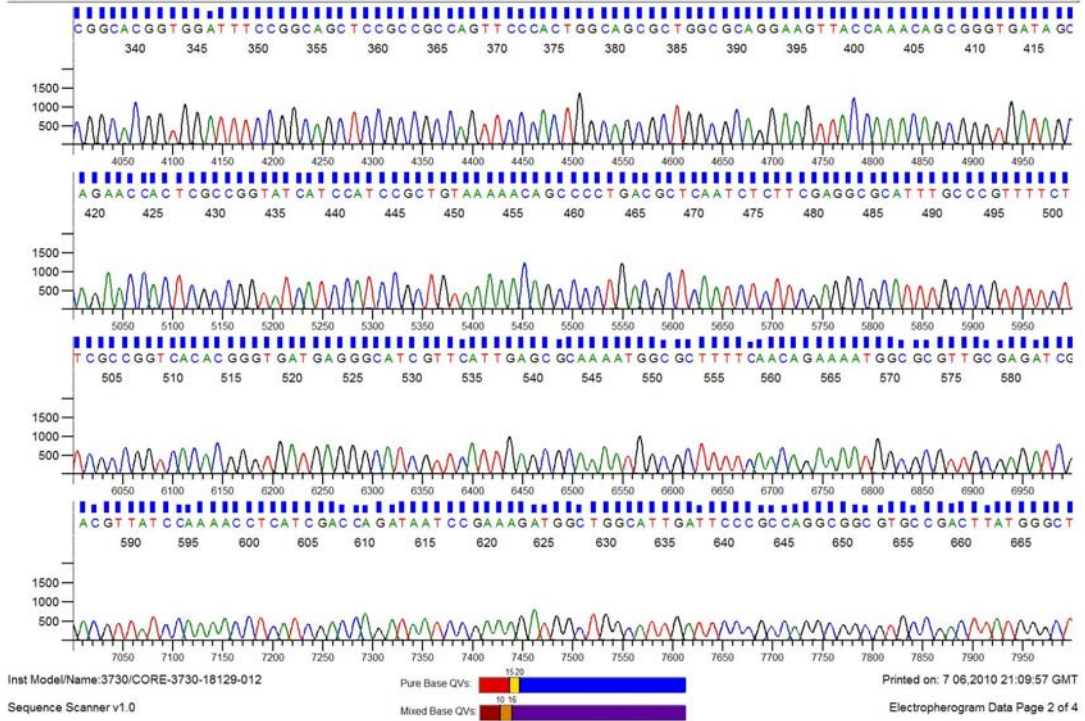 CGGCACGGTGGATTTCCGGCAGCTCCGCCGCCAGTTCCCACTGGCAGCGCTGGCGCAGGAAGTTACCAAACAGCGGGTGATAGC
340 345 350 355 360 365 370 375 380 385 390 395 400 405 410 415
1500
1000
500
4050 4100 4150 4200 4250 4300 4350 4400 4450 4500 4550 4600 4650 4700 4750 4800 5850 5900 4900 4950
AGAACCACTCGCCGGTATCATCCATCCGCTGTAAAAACAGCCCCTGACGCTCAATCTCTTCGAGGCGCATTTGCCCGTTTTCT
420 425 430 435 440 445 450 455 460 465 470 475 480 485 490 495 500
1500
1000
500
5050 5100 5150 5200 5250 5300 5350 5400 5450 5500 5550 5600 5650 5700 5750 5800 5850 5900 5900 5950
TCGCCGGTCACACGGGTGATGAGGGCATCGTTCATTGAGCGCAAAATGGCGCTTTTCAACAGAAAATGGCGCGTTGCGAGATCG
505 510 515 520 525 530 535 540 545 550 555 560 565 570 575 580
1500
1000
500
6050 6100 6150 6200 6250 6300 6350 6400 6450 6500 6550 6600 6650 6700 6750 6800 6850 6900 6900 6950
ACGTTATCCAAAACCTCATCGACCAGATAATCCGAAAGATGGCTGGCATTGATTCCCGCCAGGCGGCGTGCCGACTTATGGGCT
590 595 600 605 610 615 620 625 630 635 640 645 650 655 660 665
1500
1000
500
7050 7100 7150 7200 7250 7300 7350 7400 7450 7500 7550 7600 7650 7700 7750 7800 7850 7900 7900 7950
Inst Model/Name:3730/CORE-3730-18129-012
Pure Base QVs:
15 20
Printed on: 7 06,2010 21:09:57 GMT
Sequence Scanner v1.0
Mixed Base QVs:
10 16
Electropherogram Data Page 2 of 4